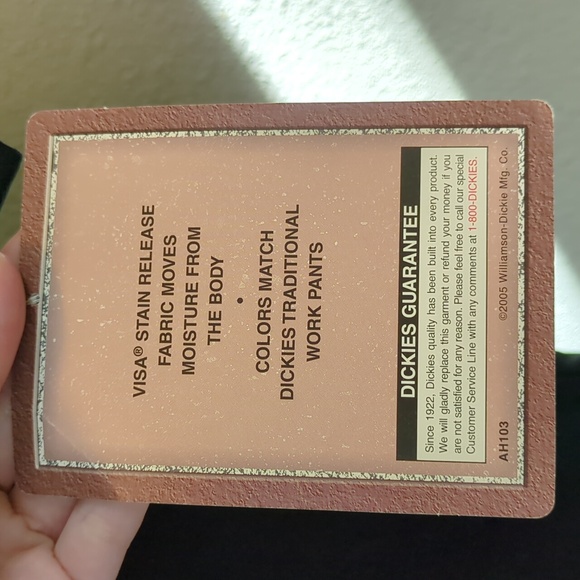 VISA® STAIN RELEASE
FABRIC MOVES
MOISTURE FROM
THE BODY
•
COLORS MATCH
DICKIES TRADITIONAL
WORK PANTS
DICKIES GUARANTEE
Since 1922, Dickies quality has been built into every product.
We will gladly replace this garment or refund your money if you
are not satisfied for any reason. Please feel free to call our special
Customer Service Line with any comments at 1-800-DICKIES.
AH103 ©2005 Williamson-Dickie Mfg. Co.